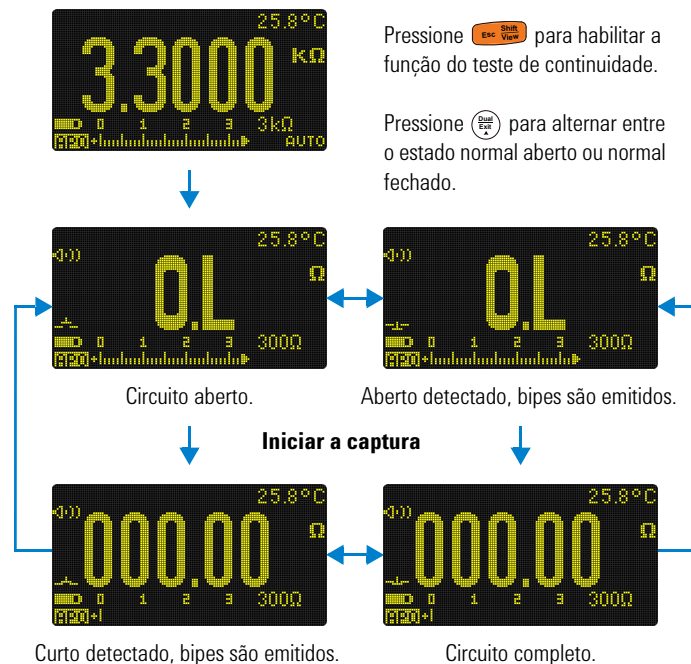 25.8°C
3.3000 KΩ
0 1 2 3 3kΩ
APO AUTO
Pressione Esc Shift View para habilitar a
função do teste de continuidade.
Pressione Dual Exit para alternar entre
o estado normal aberto ou normal
fechado.
25.8°C
0.L Ω
0 1 2 3 300Ω
APO
Circuito aberto.
25.8°C
0.L Ω
0 1 2 3 300Ω
APO
Aberto detectado, bipes são emitidos.
Iniciar a captura
25.8°C
000.00 Ω
0 1 2 3 300Ω
APO
Curto detectado, bipes são emitidos.
25.8°C
000.00 Ω
0 1 2 3 300Ω
APO
Circuito completo.